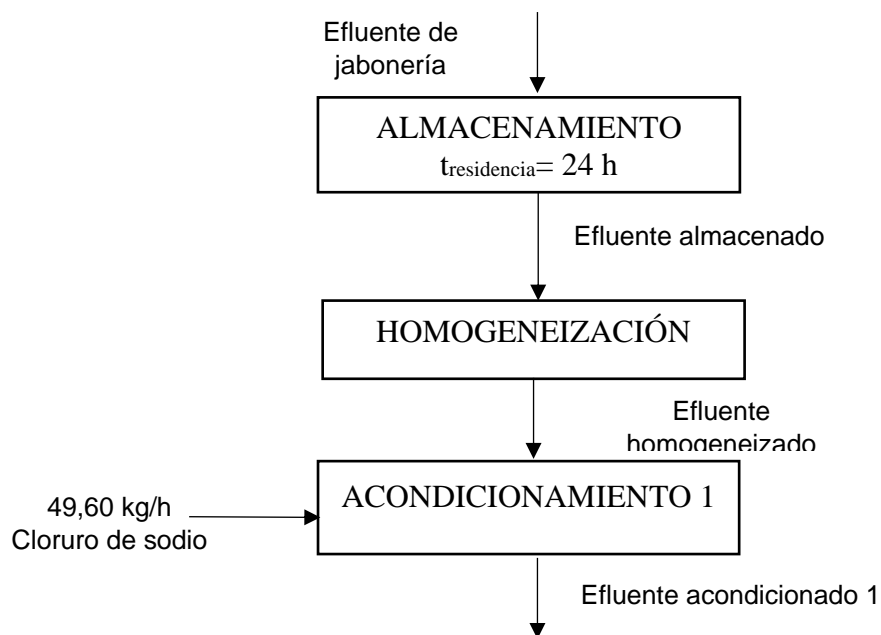 Efluente de
jabonería
ALMACENAMIENTO
tresidencia= 24 h
Efluente almacenado
HOMOGENEIZACIÓN
Efluente
homogeneizado
ACONDICIONAMIENTO 1
49,60 kg/h
Cloruro de sodio
Efluente acondicionado 1